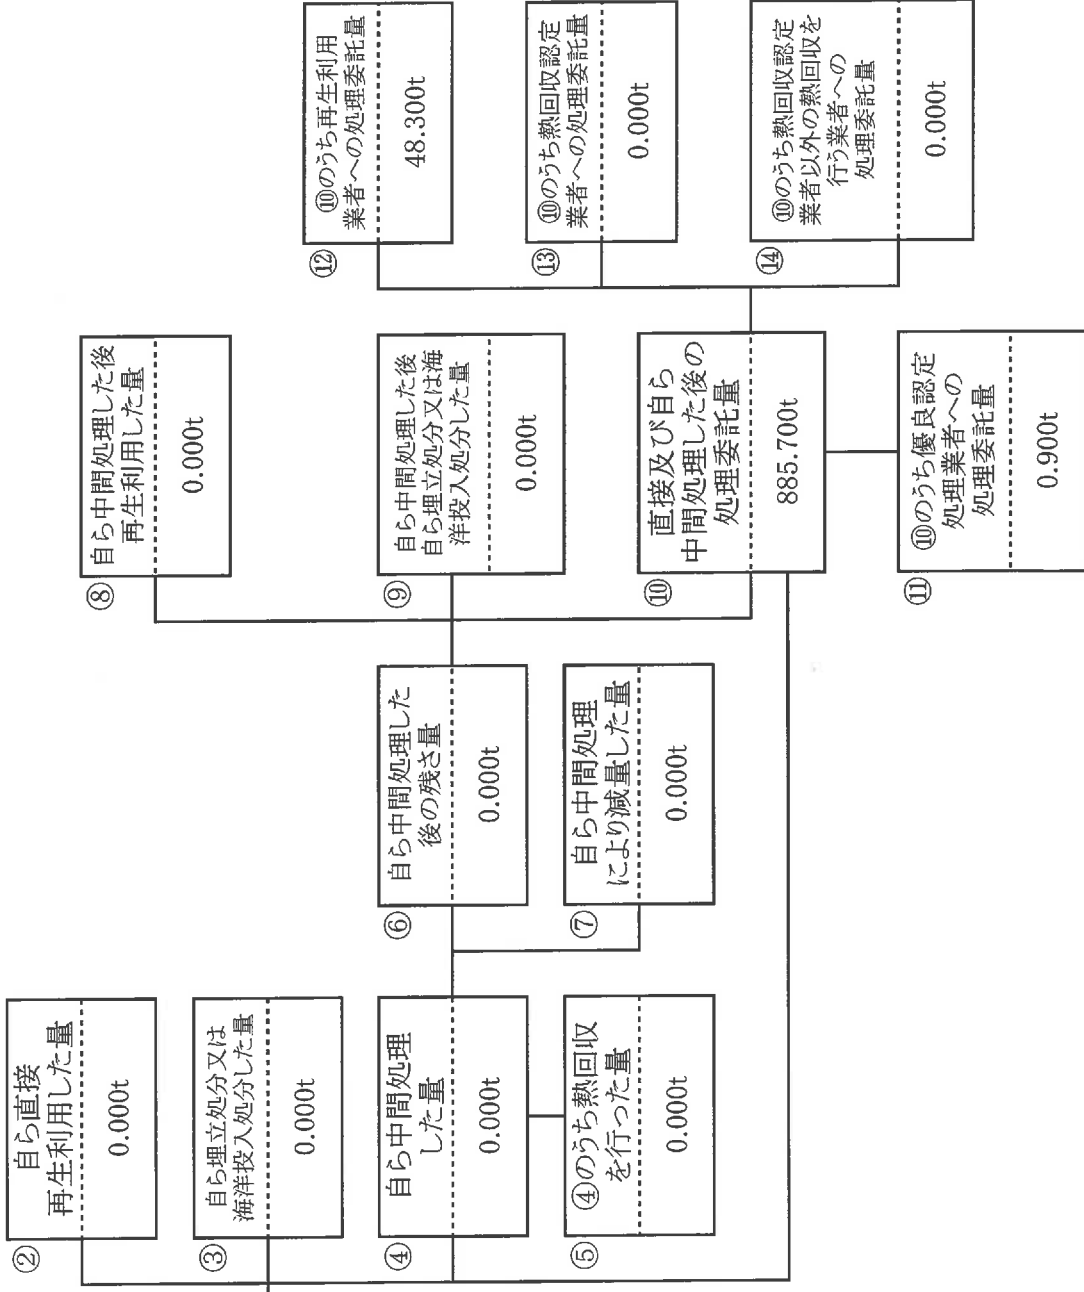 ②
自ら直接
再生利用した量
0.000t
③
自ら埋立処分又は
海洋投入処分した量
0.000t
④
自ら中間処理
した量
0.000t
⑤
④のうち熱回収
を行った量
0.000t
⑥
自ら中間処理した
後の残さ量
0.000t
⑦
自ら中間処理
により減量した量
0.000t
⑧
自ら中間処理した後
再生利用した量
0.000t
⑨
自ら中間処理した後
自ら埋立処分又は海
洋投入処分した量
0.000t
⑩
直接及び自ら
中間処理した後の
処理委託量
885.700t
⑪
⑩のうち優良認定
処理業者への
処理委託量
0.900t
⑫
⑩のうち再生利用
業者への処理委託量
48.300t
⑬
⑩のうち熱回収認定
業者への処理委託量
0.000t
⑭
⑩のうち熱回収認定
業者以外の熱回収を
行う業者への
処理委託量
0.000t